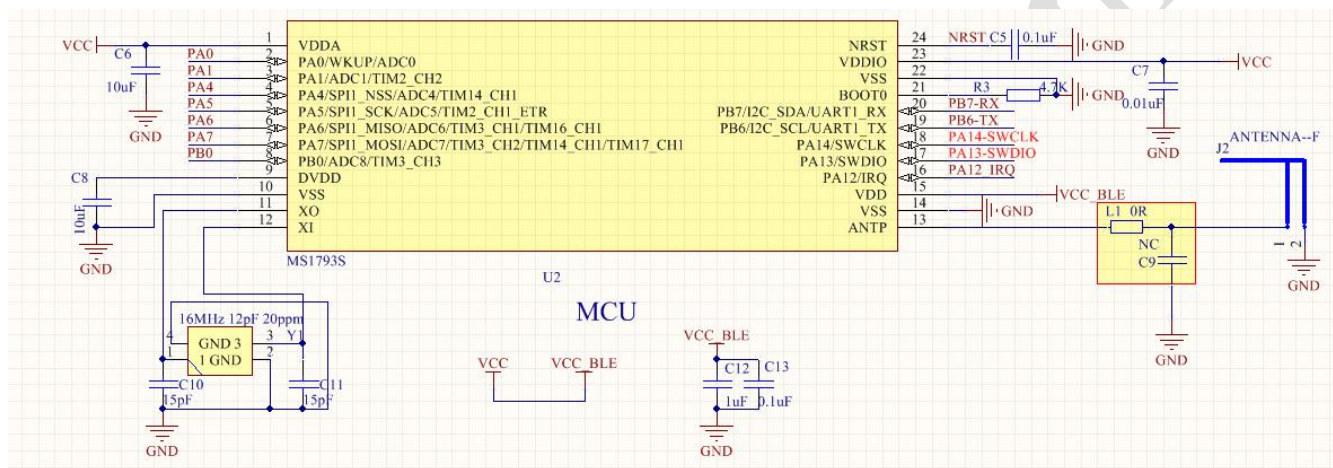 VCC
C6
10uF
GND
PA0
PA1
PA4
PA5
PA6
PA7
PB0
1
2
3
4
5
6
7
8
9
10
11
12
VDDA
PA0/WKUP/ADC0
PA1/ADC1/TIM2_CH2
PA4/SPI1_NSS/ADC4/TIM14_CH1
PA5/SPI1_SCK/ADC5/TIM2_CH1_ETR
PA6/SPI1_MISO/ADC6/TIM3_CH1/TIM16_CH1
PA7/SPI1_MOSI/ADC7/TIM3_CH2/TIM14_CH1/TIM17_CH1
PB0/ADC8/TIM3_CH3
DVDD
VSS
XO
XI
NRST
VDDIO
VSS
BOOT0
PB7/I2C_SDA/UART1_RX
PB6/I2C_SCL/UART1_TX
PA14/SWCLK
PA13/SWDIO
PA12/IRQ
VDD
VSS
ANTP
24
23
22
21
20
19
18
17
16
15
14
13
NRST C5 0.1uF
GND
VCC
C7
0.01uF
GND
R3 4.7K
GND
PB7-RX
PB6-TX
PA14-SWCLK
PA13-SWDIO
PA12 IRQ
VCC_BLE
GND
ANTENNA--F
J2
1 2
GND
L1 0R
NC
C9
GND
C8
10uF
GND
MS1793S
U2
MCU
16MHz 12pF 20ppm
Y1
4
GND 3
3
1
1 GND
2
C10
15pF
C11
15pF
GND
VCC
VCC_BLE
VCC_BLE
C12
C13
1uF
0.1uF
GND